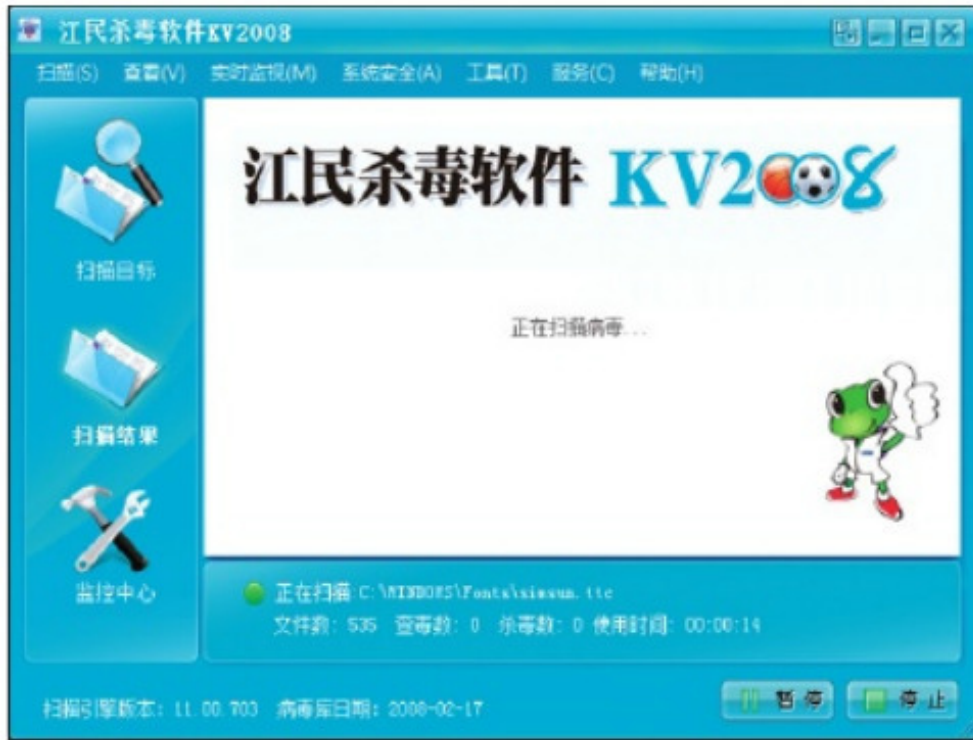 江民杀毒软件KV2008
扫描(S) 查看(V) 实时监视(M) 系统安全(A) 工具(T) 服务(C) 帮助(H)
江民杀毒软件 KV2008
扫描目标
正在扫描病毒...
扫描结果
监控中心
正在扫描 C:\WINDOWS\Fonts\simsun.ttc
文件数: 535 查毒数: 0 杀毒数: 0 使用时间: 00:00:14
扫描引擎版本: 11.00.703 病毒库日期: 2008-02-17
暂停
停止